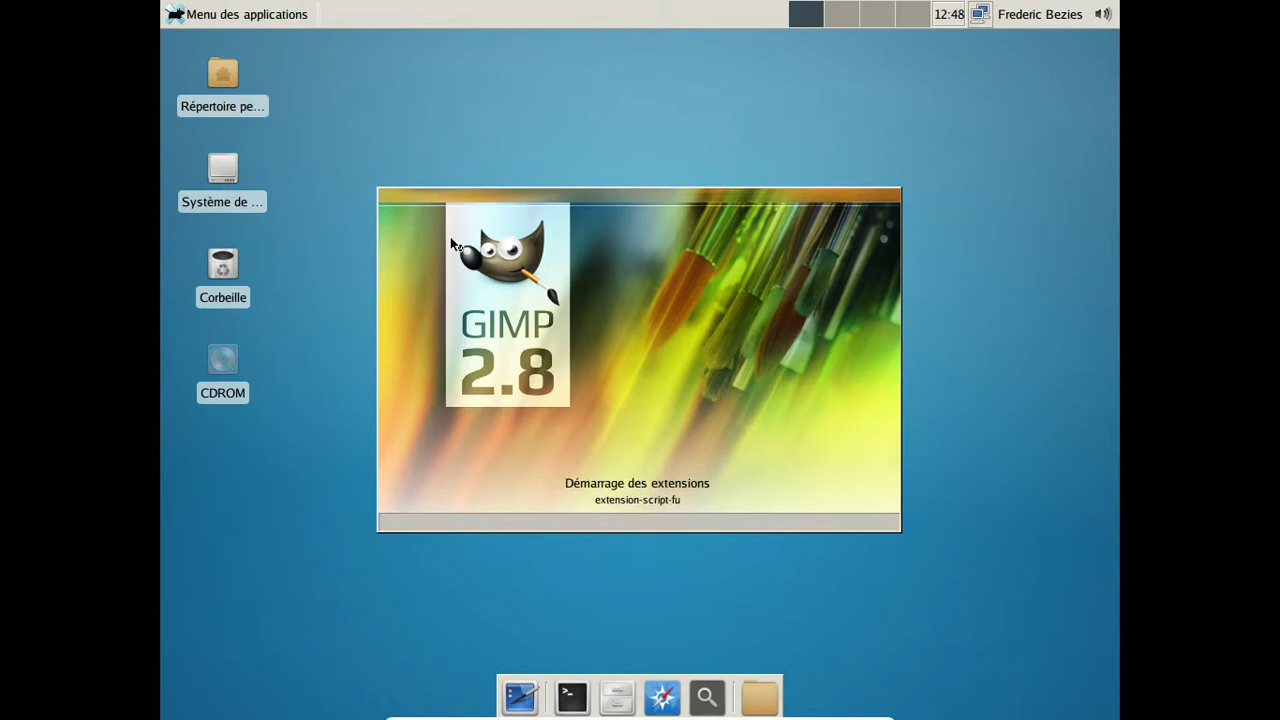 Menu des applications
12:48
Frederic Bezies
Répertoire pe...
Système de ...
Corbeille
CDROM
GIMP
2.8
Démarrage des extensions
extension-script-fu
>_